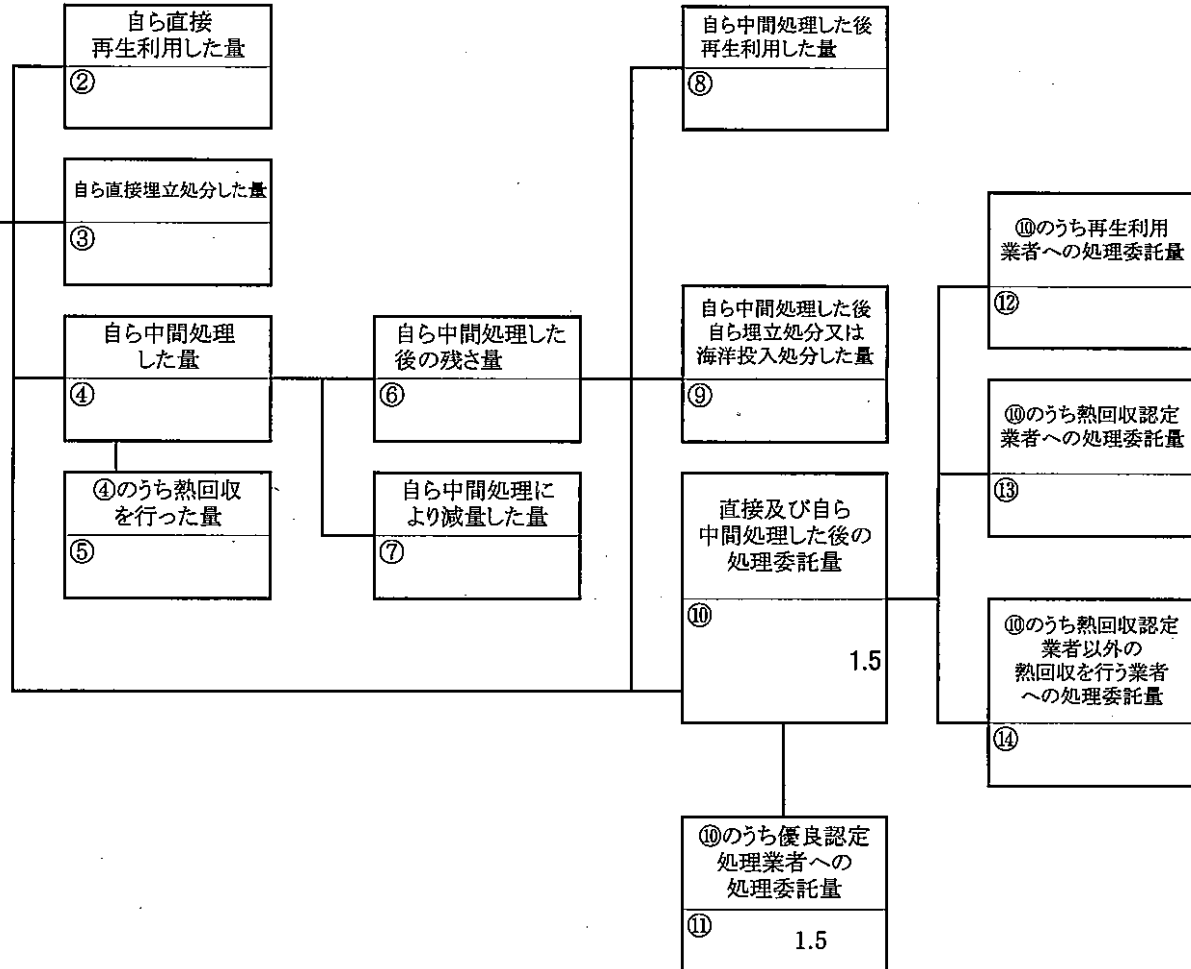 自ら直接
再生利用した量
②
自ら直接埋立処分した量
③
自ら中間処理
した量
④
④のうち熱回収
を行った量
⑤
自ら中間処理した
後の残さ量
⑥
自ら中間処理に
より減量した量
⑦
自ら中間処理した後
再生利用した量
⑧
自ら中間処理した後
自ら埋立処分又は
海洋投入処分した量
⑨
直接及び自ら
中間処理した後の
処理委託量
⑩
1.5
⑩のうち優良認定
処理業者への
処理委託量
⑪
1.5
⑩のうち再生利用
業者への処理委託量
⑫
⑩のうち熱回収認定
業者への処理委託量
⑬
⑩のうち熱回収認定
業者以外の
熱回収を行う業者
への処理委託量
⑭